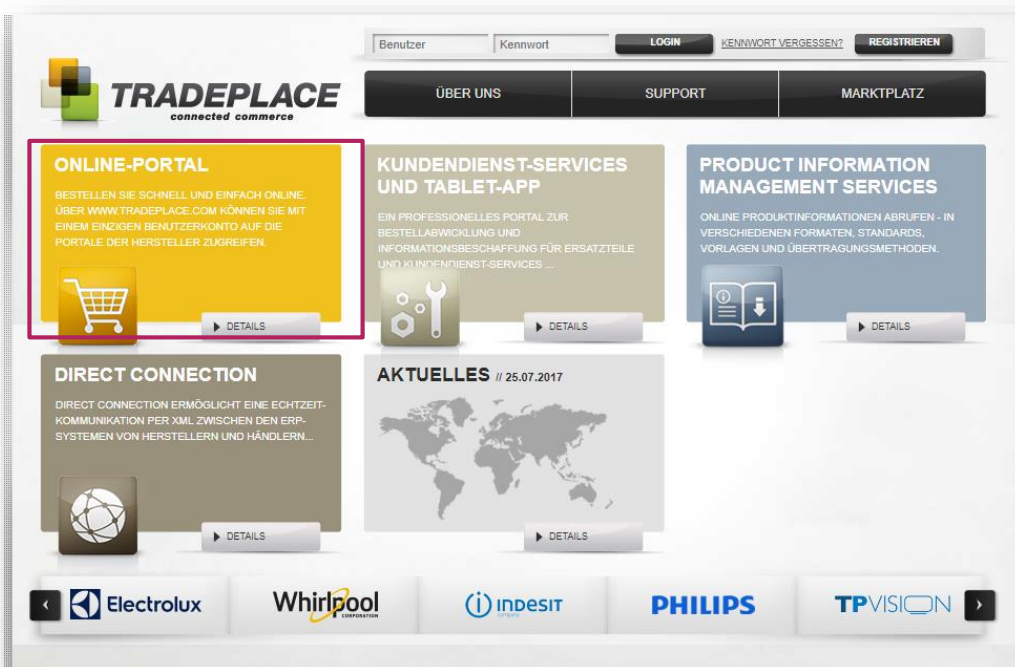 Benutzer
Kennwort
LOGIN
KENNWORT VERGESSEN?
REGISTRIEREN
TRADEPLACE
connected commerce
ÜBER UNS
SUPPORT
MARKTPLATZ
ONLINE-PORTAL
BESTELLEN SIE SCHNELL UND EINFACH ONLINE.
ÜBER WWW.TRADEPLACE.COM KÖNNEN SIE MIT
EINEM EINZIGEN BENUTZERKONTO AUF DIE
PORTALE DER HERSTELLER ZUGREIFEN.
DETAILS
KUNDENDIENST-SERVICES
UND TABLET-APP
EIN PROFESSIONELLES PORTAL ZUR
BESTELLABWICKLUNG UND
INFORMATIONSBESCHAFFUNG FÜR ERSATZTEILE
UND KUNDENDIENST-SERVICES ...
DETAILS
PRODUCT INFORMATION
MANAGEMENT SERVICES
ONLINE PRODUKTINFORMATIONEN ABRUFEN - IN
VERSCHIEDENEN FORMATEN, STANDARDS,
VORLAGEN UND ÜBERTRAGUNGSMETHODEN.
DETAILS
DIRECT CONNECTION
DIRECT CONNECTION ERMÖGLICHT EINE ECHTZEIT-
KOMMUNIKATION PER XML ZWISCHEN DEN ERP-
SYSTEMEN VON HERSTELLERN UND HÄNDLERN...
DETAILS
AKTUELLES // 25.07.2017
DETAILS
Electrolux
Whirlpool
CORPORATION
indesit
company
PHILIPS
TPVISION